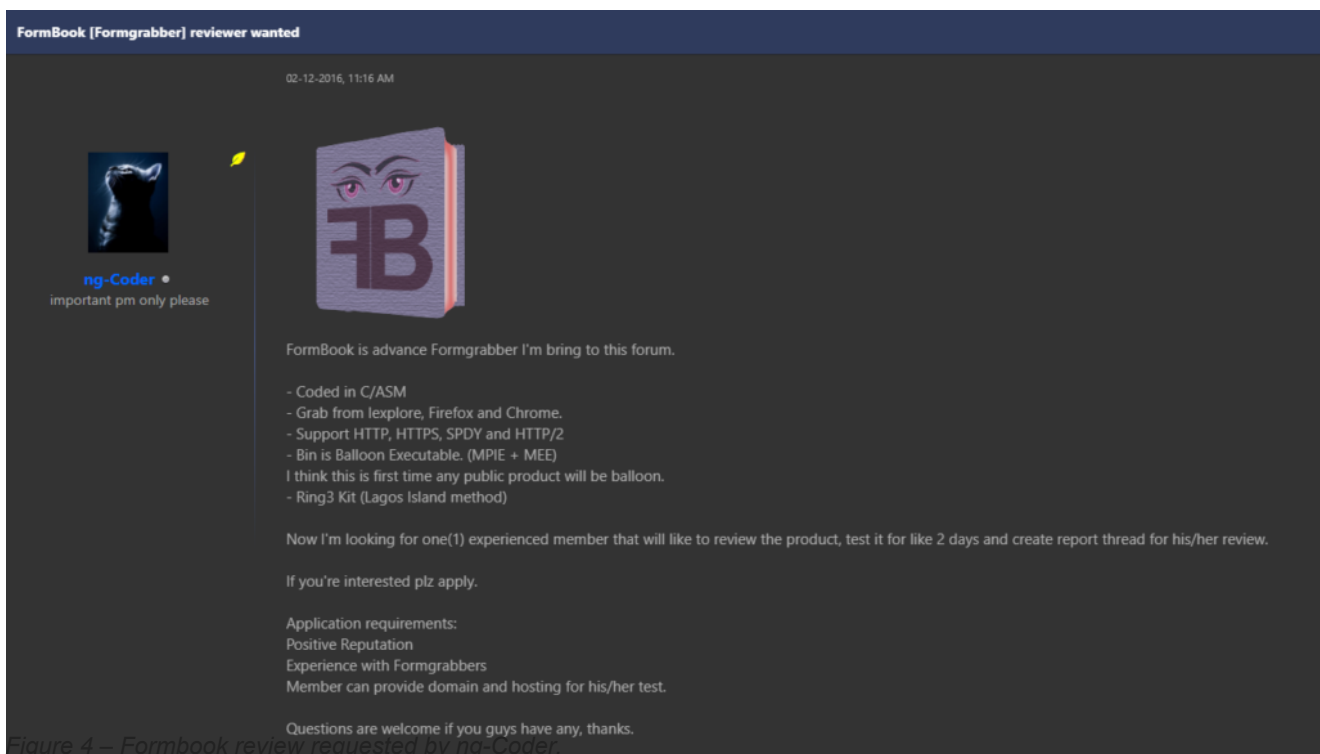 FormBook [Formgrabber] reviewer wanted
02-12-2016, 11:16 AM
FB
ng-Coder
important pm only please
FormBook is advance Formgrabber I'm bring to this forum.
- Coded in C/ASM
- Grab from Iexplore, Firefox and Chrome.
- Support HTTP, HTTPS, SPDY and HTTP/2
- Bin is Balloon Executable. (MPIE + MEE)
I think this is first time any public product will be balloon.
- Ring3 Kit (Lagos Island method)
Now I'm looking for one(1) experienced member that will like to review the product, test it for like 2 days and create report thread for his/her review.
If you're interested plz apply.
Application requirements:
Positive Reputation
Experience with Formgrabbers
Member can provide domain and hosting for his/her test.
Questions are welcome if you guys have any, thanks.
Figure 4 – Formbook review requested by ng-Coder.